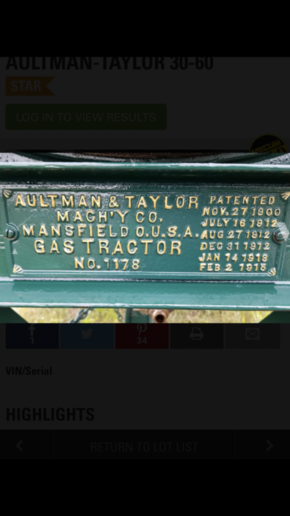 AULTMAN-TAYLOR 30-60
STAR
LOG IN TO VIEW RESULTS
AULTMAN & TAYLOR
MACH'Y CO.
MANSFIELD O.U.S.A.
GAS TRACTOR
NO. 1178
PATENTED
NOV. 27 1900
JULY 16 1912
AUG 27 1912
DEC 31 1912
JAN 14 1913
FEB 2 1915
34
VIN/Serial
HIGHLIGHTS
RETURN TO LOT LIST